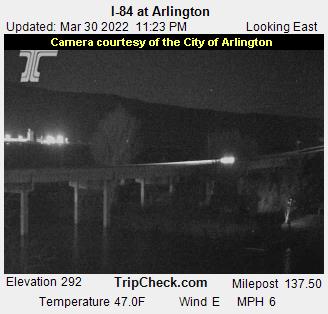 I-84 at Arlington
Updated: Mar 30 2022 11:23 PM Looking East
Camera courtesy of the City of Arlington
Elevation 292 TripCheck.com Milepost 137.50
Temperature 47.0F Wind E MPH 6